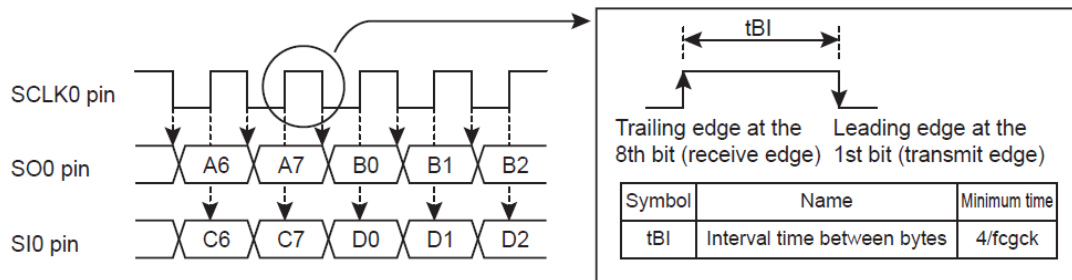 SCLK0 pin
SO0 pin
A6 A7 B0 B1 B2
SI0 pin
C6 C7 D0 D1 D2
tBI
Trailing edge at the
8th bit (receive edge)
Leading edge at the
1st bit (transmit edge)
Symbol Name Minimum time
tBI Interval time between bytes 4/fcgck